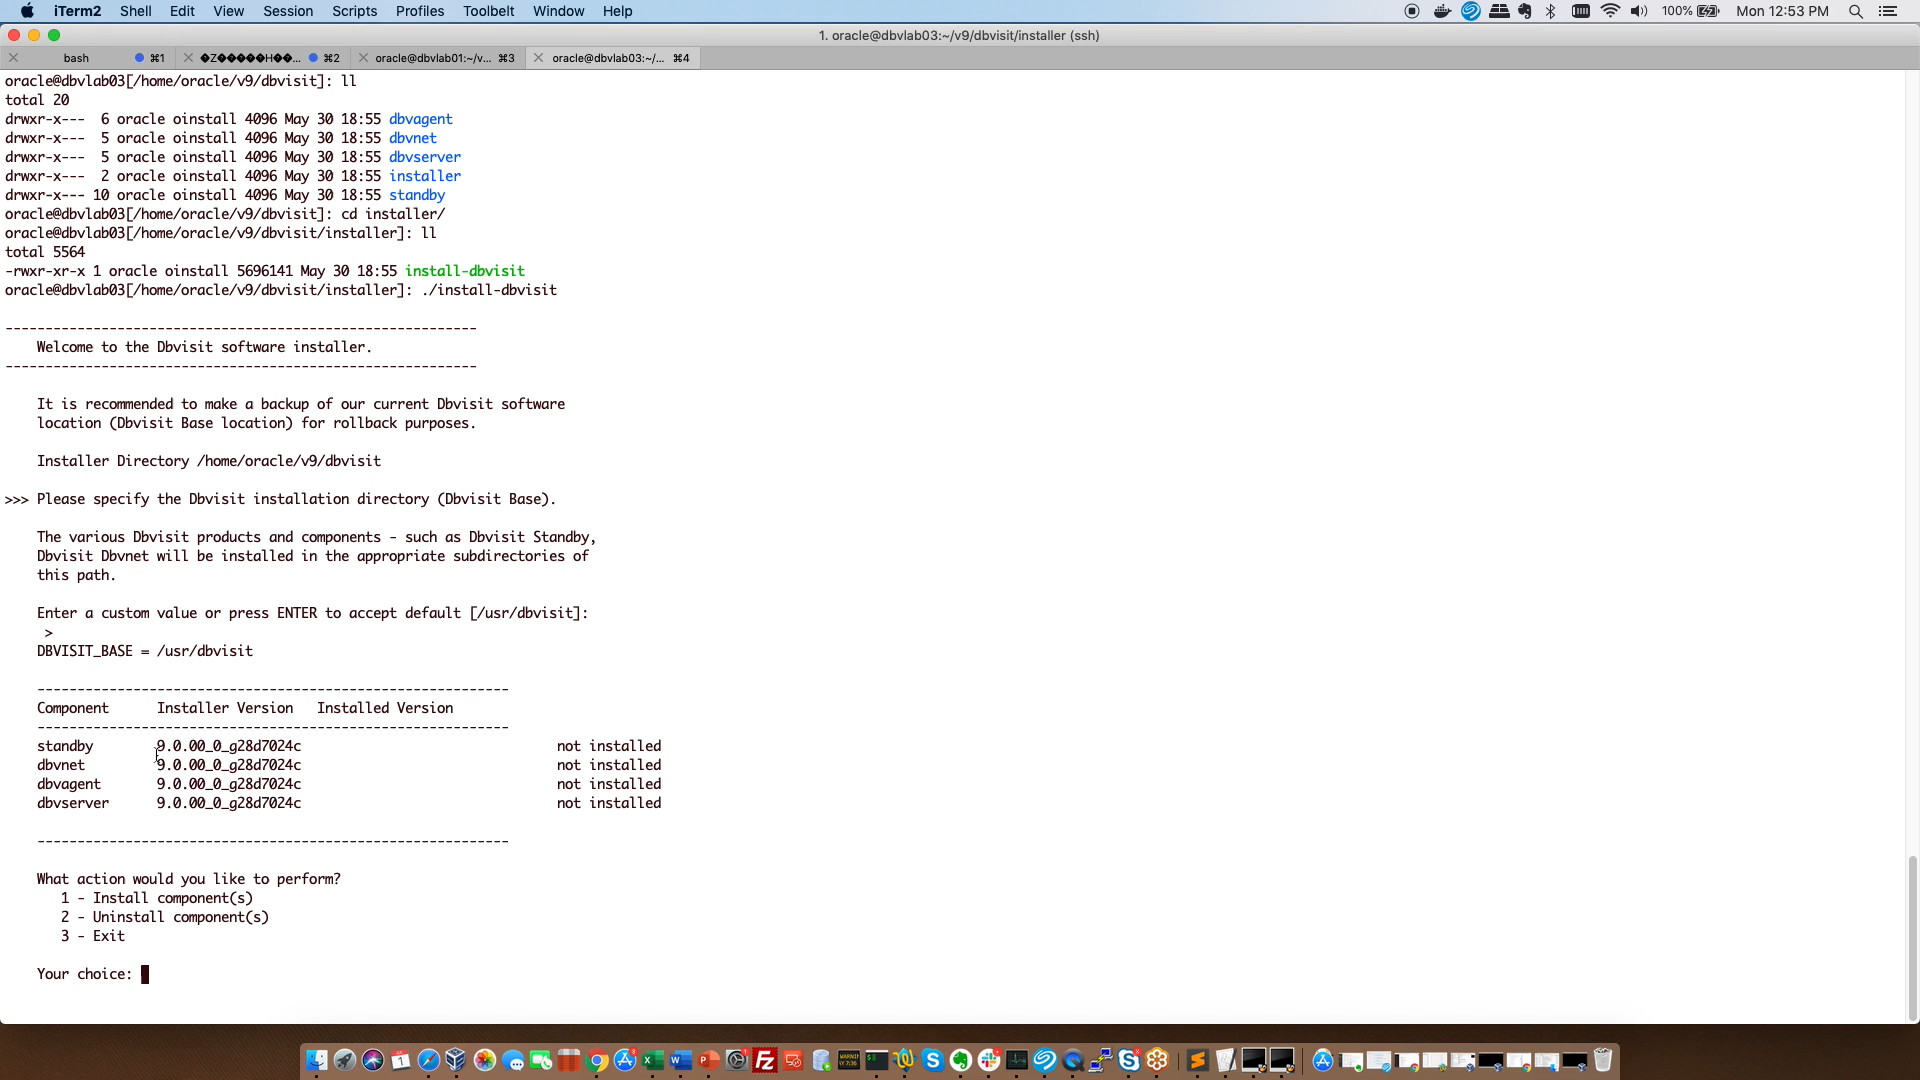 iTerm2 Shell Edit View Session Scripts Profiles Toolbelt Window Help 100% Mon 12:53 PM
1. oracle@dbvlab03:~/v9/dbvisit/installer (ssh)
bash ⌘1 �Z�����H��... ⌘2 oracle@dbvlab01:~/v... ⌘3 oracle@dbvlab03:~/... ⌘4
oracle@dbvlab03[/home/oracle/v9/dbvisit]: ll
total 20
drwxr-x---  6 oracle oinstall 4096 May 30 18:55 dbvagent
drwxr-x---  5 oracle oinstall 4096 May 30 18:55 dbvnet
drwxr-x---  5 oracle oinstall 4096 May 30 18:55 dbvserver
drwxr-x---  2 oracle oinstall 4096 May 30 18:55 installer
drwxr-x--- 10 oracle oinstall 4096 May 30 18:55 standby
oracle@dbvlab03[/home/oracle/v9/dbvisit]: cd installer/
oracle@dbvlab03[/home/oracle/v9/dbvisit/installer]: ll
total 5564
-rwxr-xr-x 1 oracle oinstall 5696141 May 30 18:55 install-dbvisit
oracle@dbvlab03[/home/oracle/v9/dbvisit/installer]: ./install-dbvisit
-----------------------------------------------------------
Welcome to the Dbvisit software installer.
-----------------------------------------------------------
It is recommended to make a backup of our current Dbvisit software
location (Dbvisit Base location) for rollback purposes.
Installer Directory /home/oracle/v9/dbvisit
>>> Please specify the Dbvisit installation directory (Dbvisit Base).
The various Dbvisit products and components - such as Dbvisit Standby,
Dbvisit Dbvnet will be installed in the appropriate subdirectories of
this path.
Enter a custom value or press ENTER to accept default [/usr/dbvisit]:
>
DBVISIT_BASE = /usr/dbvisit
-----------------------------------------------------------
Component      Installer Version   Installed Version
-----------------------------------------------------------
standby        9.0.00_0_g28d7024c                                not installed
dbvnet         9.0.00_0_g28d7024c                                not installed
dbvagent       9.0.00_0_g28d7024c                                not installed
dbvserver      9.0.00_0_g28d7024c                                not installed
-----------------------------------------------------------
What action would you like to perform?
1 - Install component(s)
2 - Uninstall component(s)
3 - Exit
Your choice: